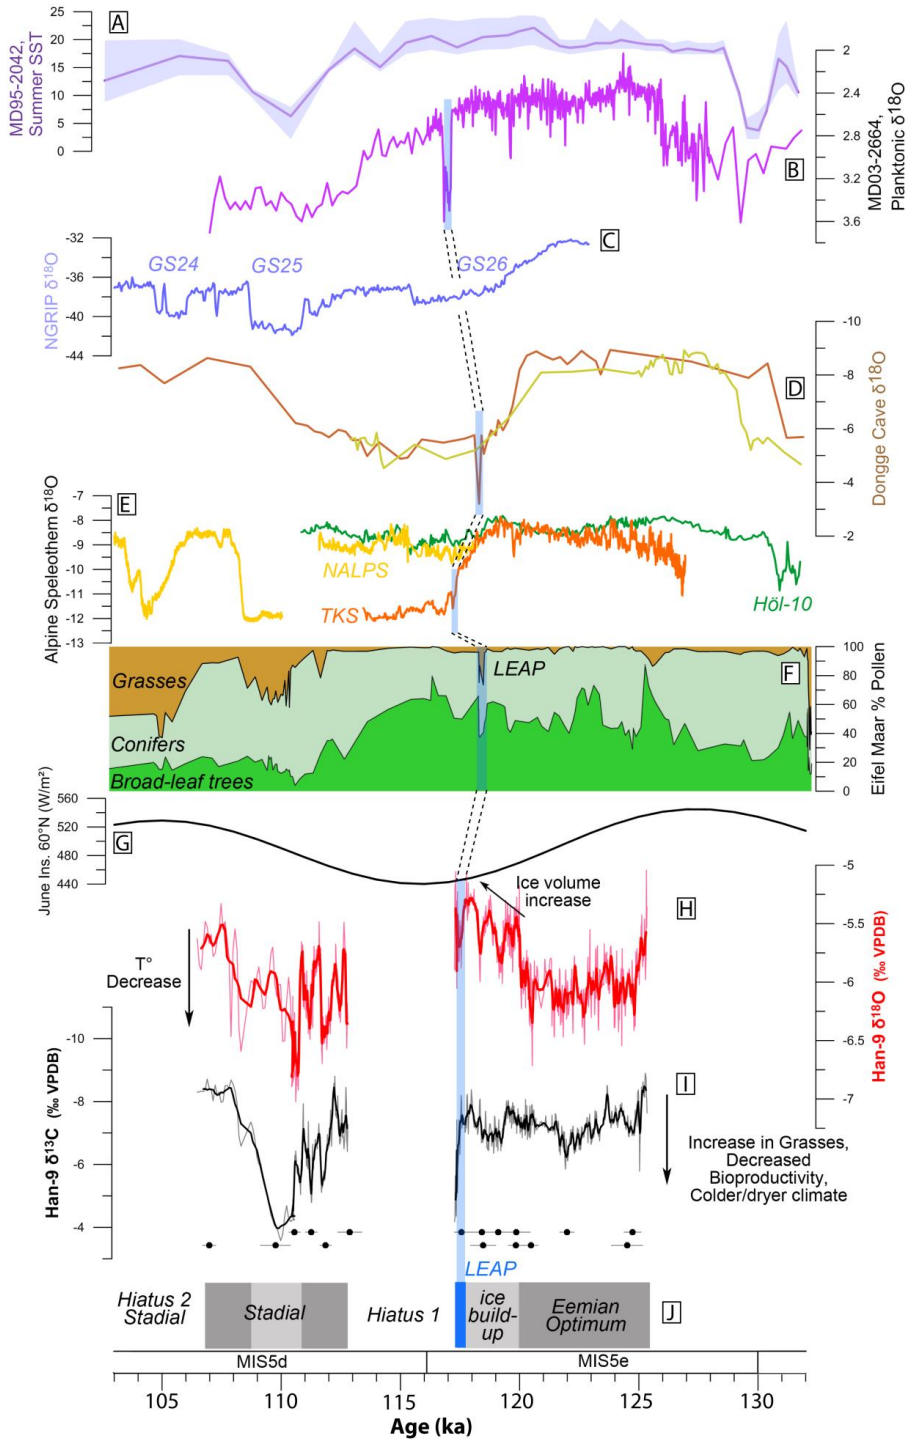 A
25
20
15
10
5
0
MD95-2042,
Summer SST
2
2.4
2.8
3.2
3.6
MD03-2664,
Planktonic δ18O
B
-32
-36
-40
-44
NGRIP δ18O
GS24
GS25
GS26
C
-10
-8
-6
-4
-2
Dongge Cave δ18O
D
E
-7
-8
-9
-10
-11
-12
-13
Alpine Speleothem δ18O
NALPS
TKS
Höl-10
Grasses
LEAP
F
Conifers
Broad-leaf trees
100
80
60
40
20
0
Eifel Maar % Pollen
560
520
480
440
June Ins. 60°N (W/m²)
G
Ice volume
increase
H
-5
-5.5
-6
-6.5
-7
Han-9 δ18O (‰ VPDB)
T°
Decrease
-10
-8
-6
-4
Han-9 δ13C (‰ VPDB)
I
Increase in Grasses,
Decreased
Bioproductivity,
Colder/dryer climate
LEAP
Hiatus 2
Stadial
Stadial
Hiatus 1
ice
build-
up
Eemian
Optimum
J
MIS5d
MIS5e
105
110
115
120
125
130
Age (ka)